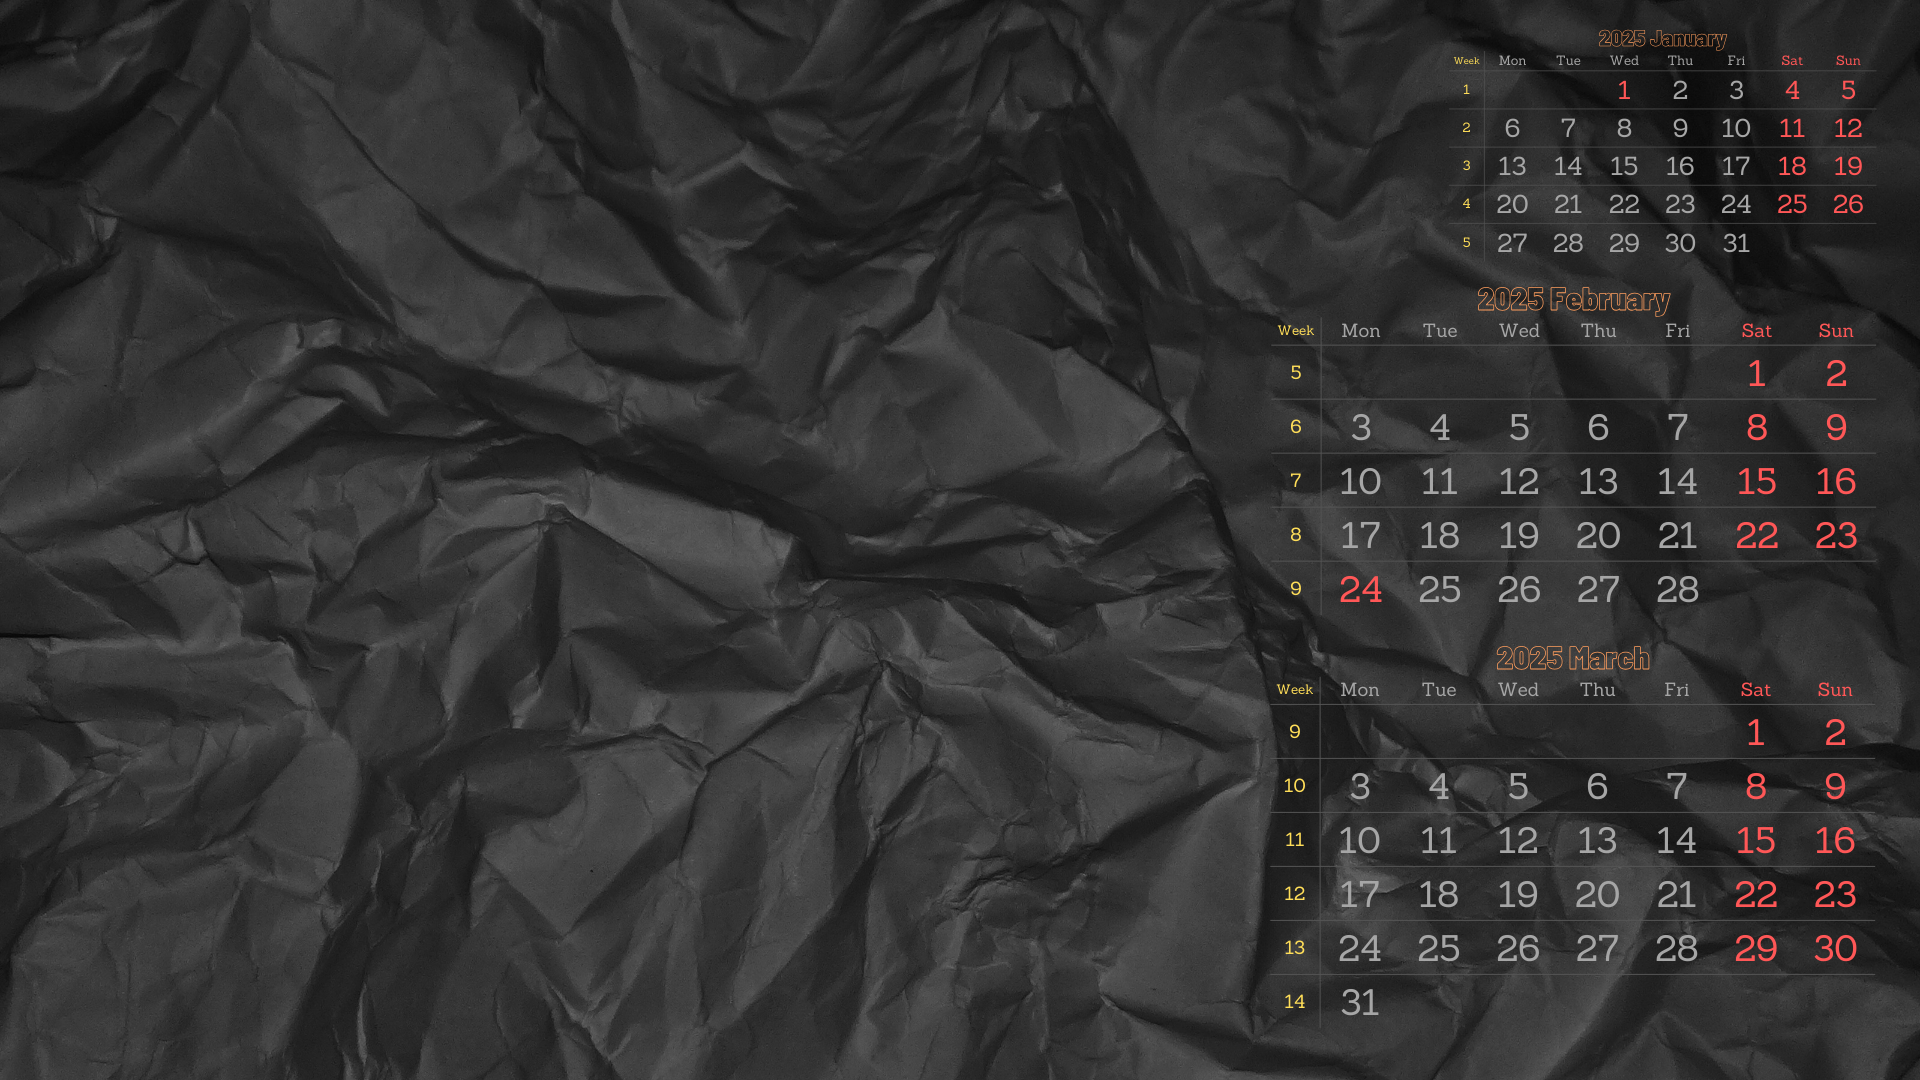 2025 January
Week Mon Tue Wed Thu Fri Sat Sun
1 1 2 3 4 5
2 6 7 8 9 10 11 12
3 13 14 15 16 17 18 19
4 20 21 22 23 24 25 26
5 27 28 29 30 31
2025 February
Week Mon Tue Wed Thu Fri Sat Sun
5 1 2
6 3 4 5 6 7 8 9
7 10 11 12 13 14 15 16
8 17 18 19 20 21 22 23
9 24 25 26 27 28
2025 March
Week Mon Tue Wed Thu Fri Sat Sun
9 1 2
10 3 4 5 6 7 8 9
11 10 11 12 13 14 15 16
12 17 18 19 20 21 22 23
13 24 25 26 27 28 29 30
14 31